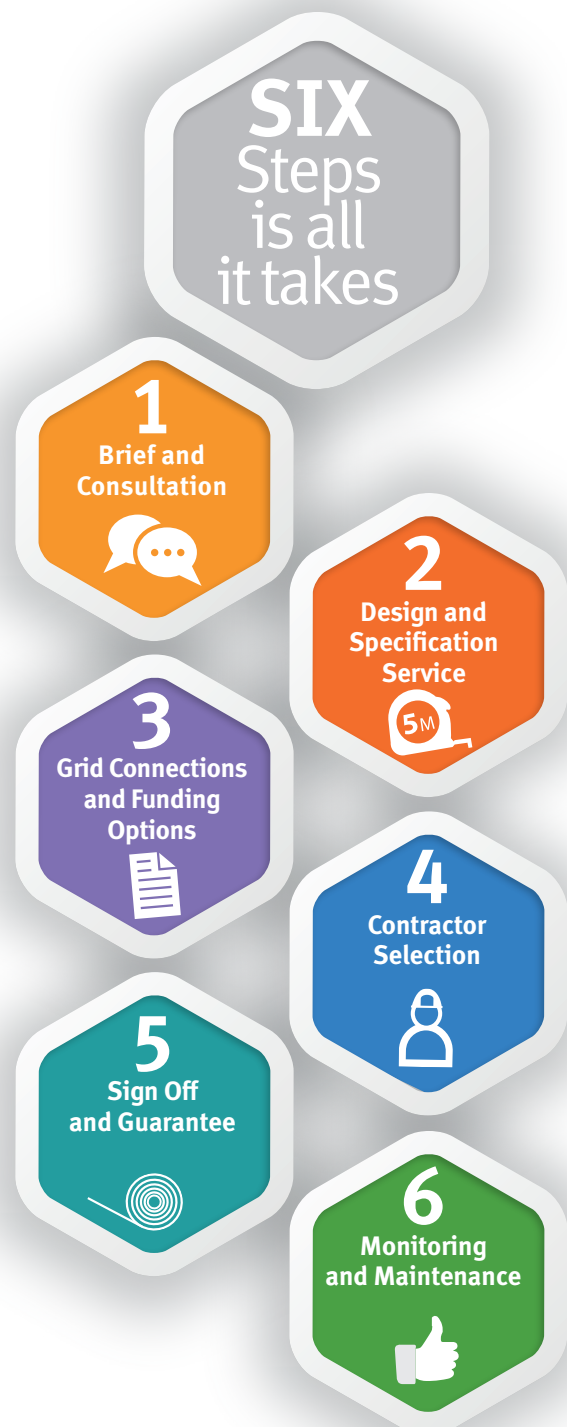 SIX
Steps
is all
it takes
1
Brief and
Consultation
2
Design and
Specification
Service
5M
3
Grid Connections
and Funding
Options
4
Contractor
Selection
5
Sign Off
and Guarantee
6
Monitoring
and Maintenance